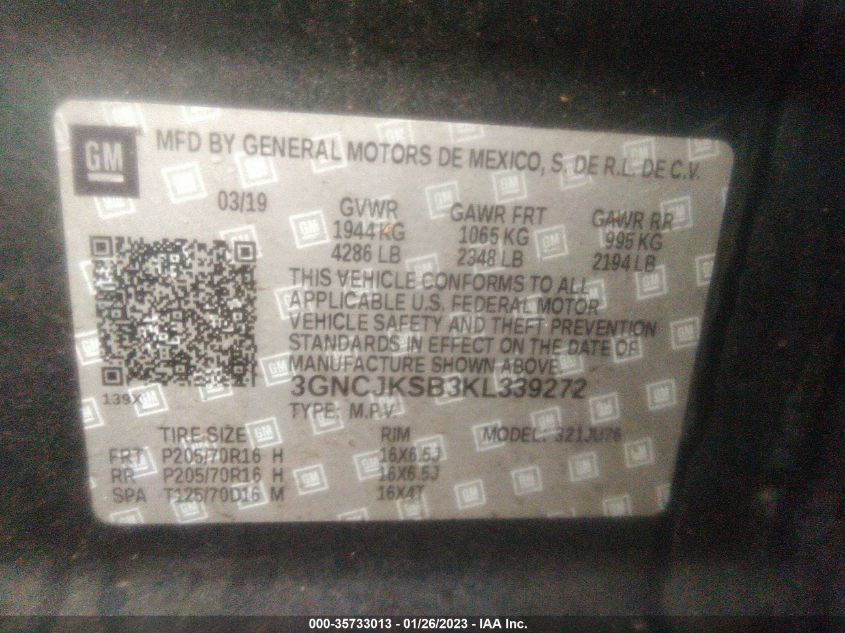 GM MFD BY GENERAL MOTORS DE MEXICO, S. DE R.L. DE C.V.
03/19 GVWR GAWR FRT GAWR RR
1944 KG 1065 KG 995 KG
4286 LB 2348 LB 2194 LB
THIS VEHICLE CONFORMS TO ALL
APPLICABLE U.S. FEDERAL MOTOR
VEHICLE SAFETY AND THEFT PREVENTION
STANDARDS IN EFFECT ON THE DATE OF
MANUFACTURE SHOWN ABOVE.
3GNCJKSB3KL339272
139X
TYPE: M.P.V.
TIRE SIZE RIM MODEL: 321JU76
FRT P205/70R16 H 16X6.5J
RR P205/70R16 H 16X6.5J
SPA T125/70D16 M 16X4T
000-35733013 - 01/26/2023 - IAA Inc.